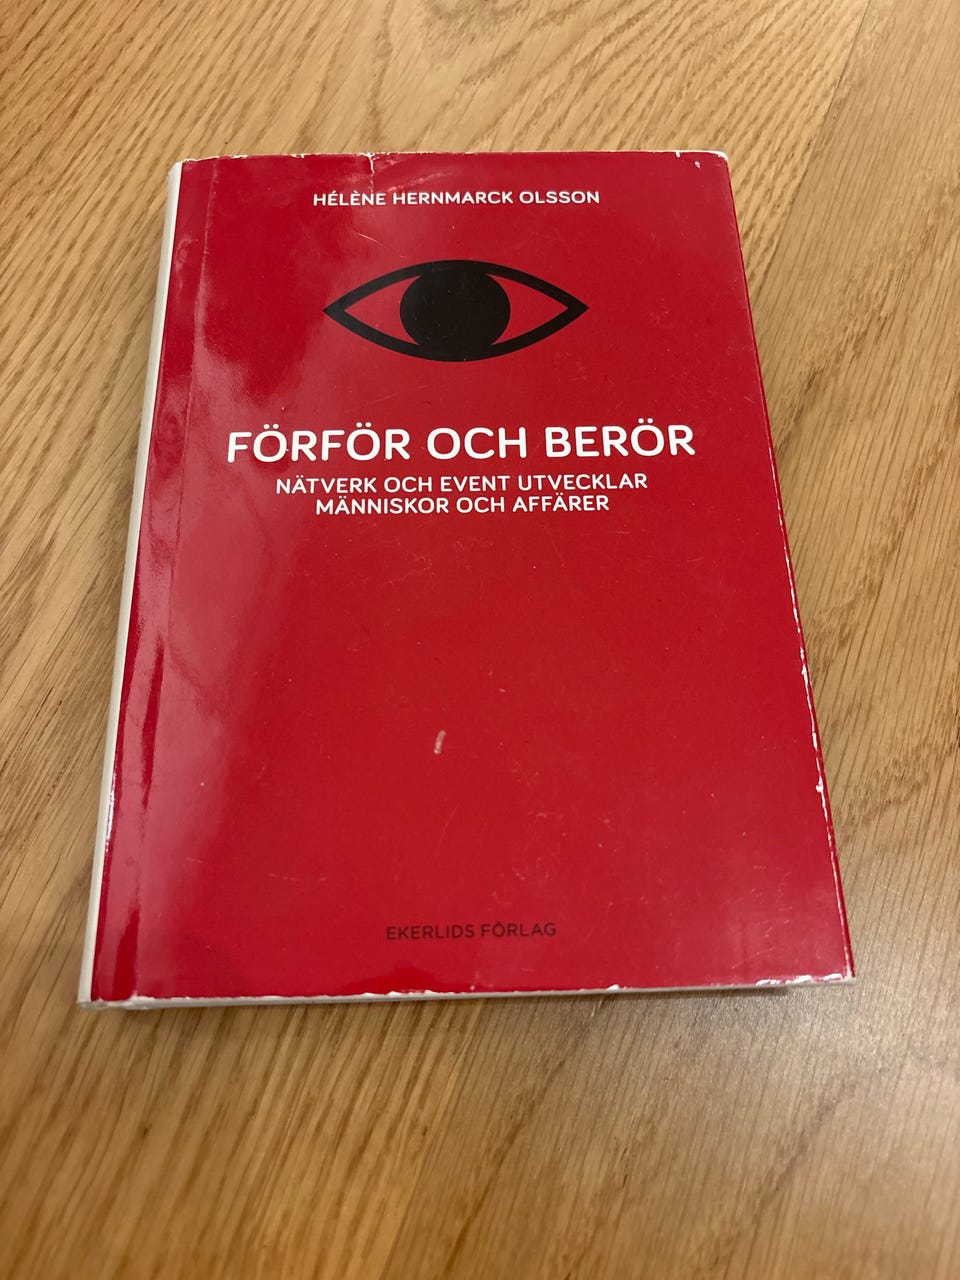 HÉLÈNE HERNMARCK OLSSON
FÖRFÖR OCH BERÖR
NÄTVERK OCH EVENT UTVECKLAR
MÄNNISKOR OCH AFFÄRER
EKERLIDS FÖRLAG